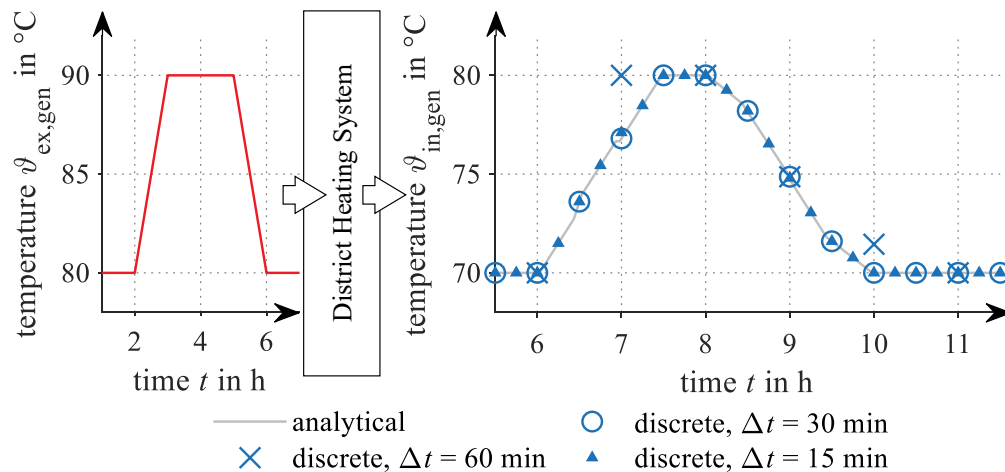 temperature ϑex,gen in °C
90
85
80
2
4
6
time t in h
District Heating System
temperature ϑin,gen in °C
80
75
70
6
7
8
9
10
11
time t in h
analytical
discrete, Δt = 30 min
discrete, Δt = 60 min
discrete, Δt = 15 min